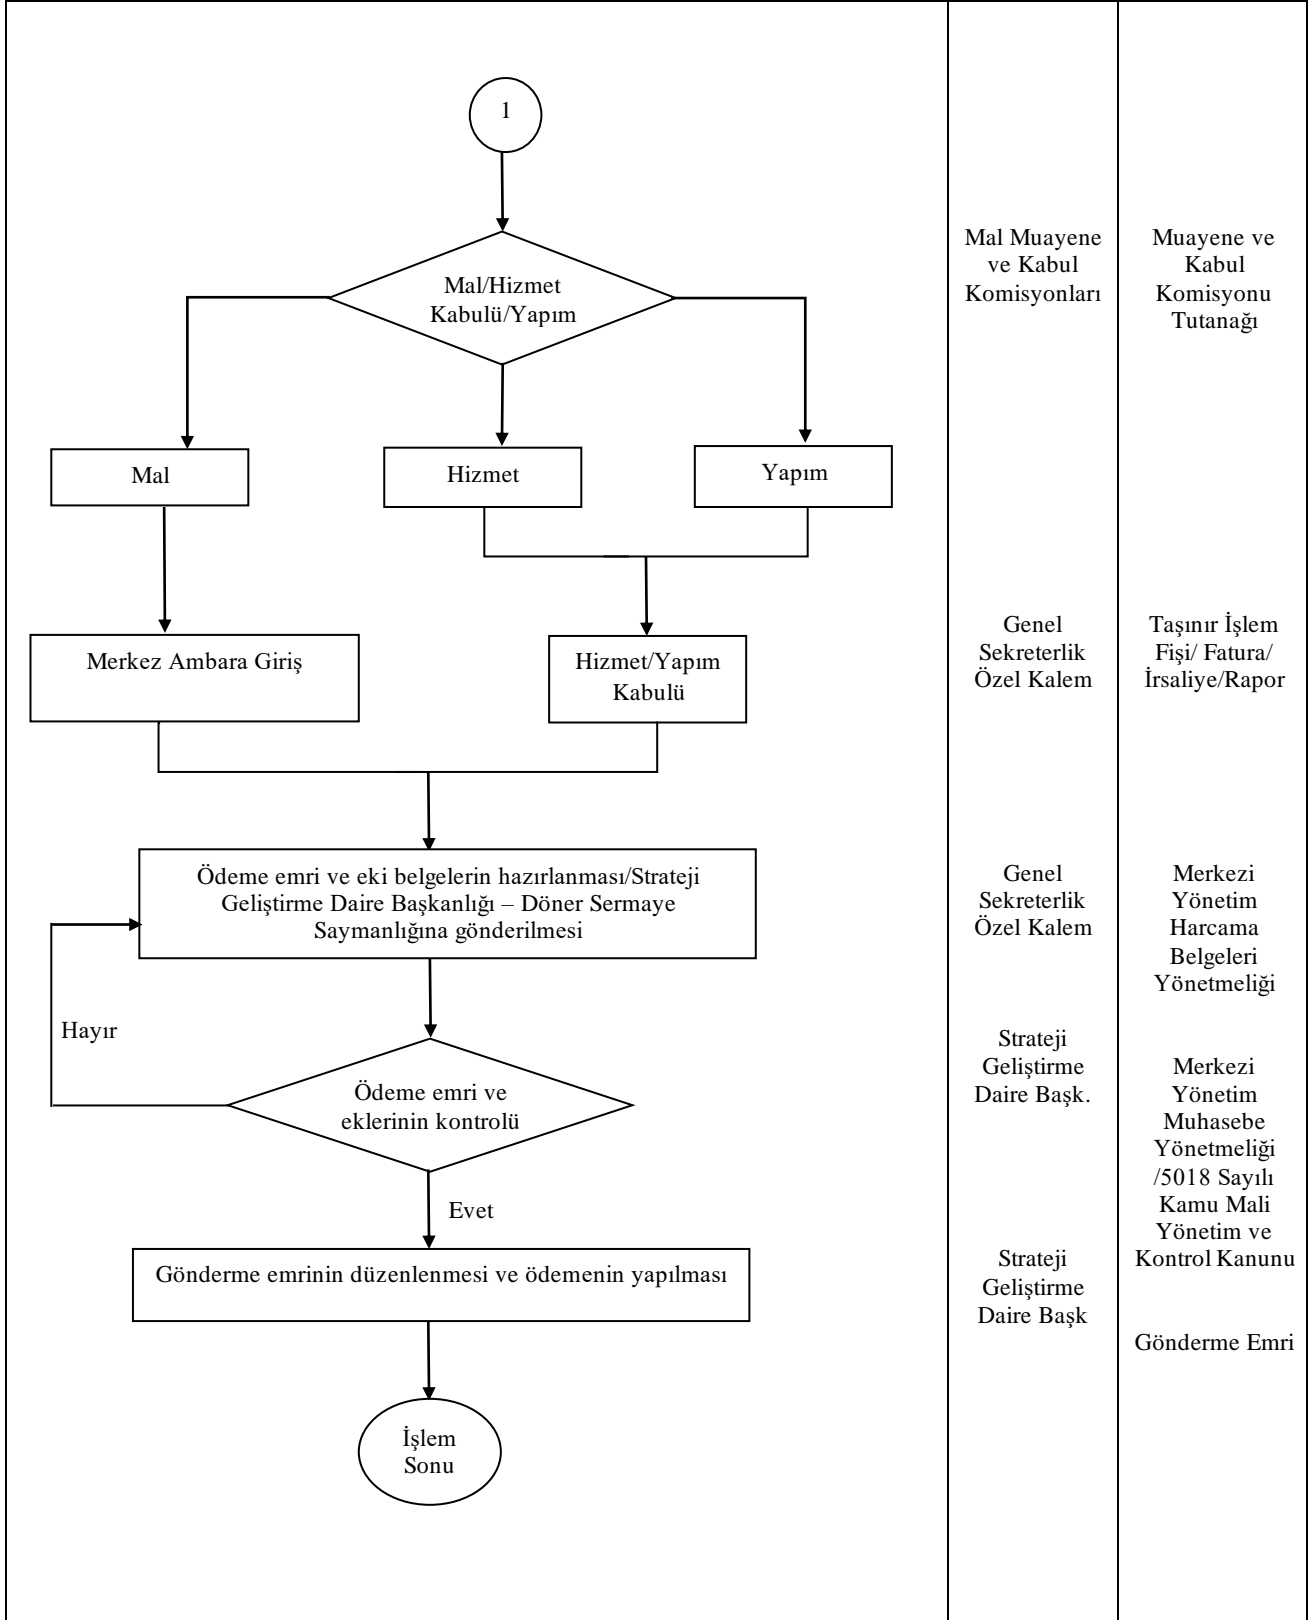 1
Mal/Hizmet
Kabulü/Yapım
Mal Muayene
ve Kabul
Komisyonları
Muayene ve
Kabul
Komisyonu
Tutanağı
Mal
Hizmet
Yapım
Merkez Ambara Giriş
Hizmet/Yapım
Kabulü
Genel
Sekreterlik
Özel Kalem
Taşınır İşlem
Fişi/ Fatura/
İrsaliye/Rapor
Ödeme emri ve eki belgelerin hazırlanması/Strateji
Geliştirme Daire Başkanlığı – Döner Sermaye
Saymanlığına gönderilmesi
Genel
Sekreterlik
Özel Kalem
Merkezi
Yönetim
Harcama
Belgeleri
Yönetmeliği
Hayır
Ödeme emri ve
eklerinin kontrolü
Strateji
Geliştirme
Daire Başk.
Merkezi
Yönetim
Muhasebe
Yönetmeliği
/5018 Sayılı
Kamu Mali
Yönetim ve
Kontrol Kanunu
Evet
Gönderme emrinin düzenlenmesi ve ödemenin yapılması
Strateji
Geliştirme
Daire Başk
Gönderme Emri
İşlem
Sonu